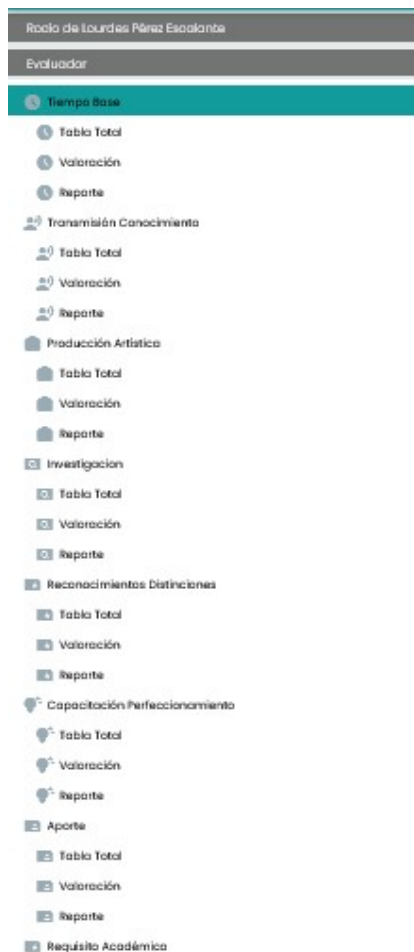 Rocío de Lourdes Pérez Escalante
Evaluador
Tiempo Base
Tabla Total
Valoración
Reporte
Transmisión Conocimiento
Tabla Total
Valoración
Reporte
Producción Artística
Tabla Total
Valoración
Reporte
Investigacion
Tabla Total
Valoración
Reporte
Reconocimientos Distinciones
Tabla Total
Valoración
Reporte
Capacitación Perfeccionamiento
Tabla Total
Valoración
Reporte
Aporte
Tabla Total
Valoración
Reporte
Requisito Académico